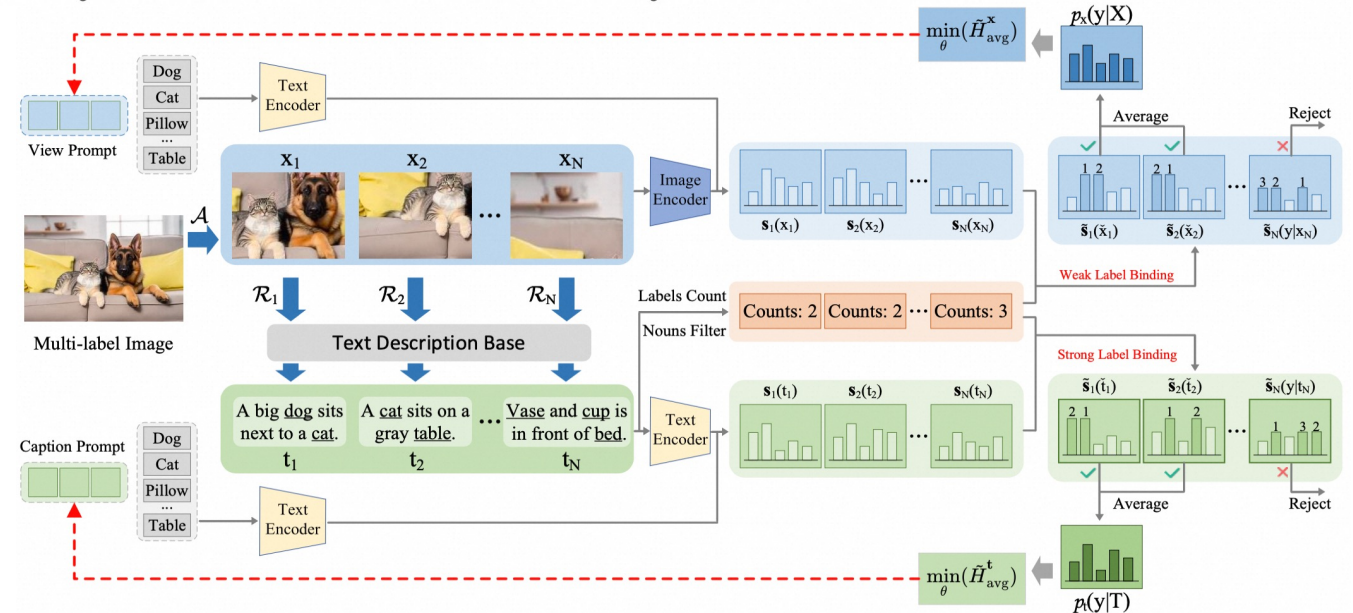 min_θ(H̃^x_avg)
p_x(y|X)
Dog
Cat
Pillow
...
Table
Text
Encoder
View Prompt
Average
Reject
x_1
x_2
x_N
...
Image
Encoder
...
s_1(x_1)
s_2(x_2)
s_N(x_N)
1 2
2 1
...
3 2 1
s̃_1(x̌_1)
s̃_2(x̌_2)
s̃_N(y|x_N)
𝒜
Multi-label Image
ℛ_1
ℛ_2
ℛ_N
Text Description Base
Labels Count
Nouns Filter
Counts: 2
Counts: 2
...
Counts: 3
Weak Label Binding
Strong Label Binding
A big dog sits
next to a cat.
A cat sits on a
gray table.
...
Vase and cup is
in front of bed.
t_1
t_2
t_N
Text
Encoder
s_1(t_1)
s_2(t_2)
s_N(t_N)
...
s̃_1(ť_1)
s̃_2(ť_2)
s̃_N(y|t_N)
2 1
1 2
...
1 3 2
Caption Prompt
Dog
Cat
Pillow
...
Table
Text
Encoder
Average
Reject
min_θ(H̃^t_avg)
p_t(y|T)